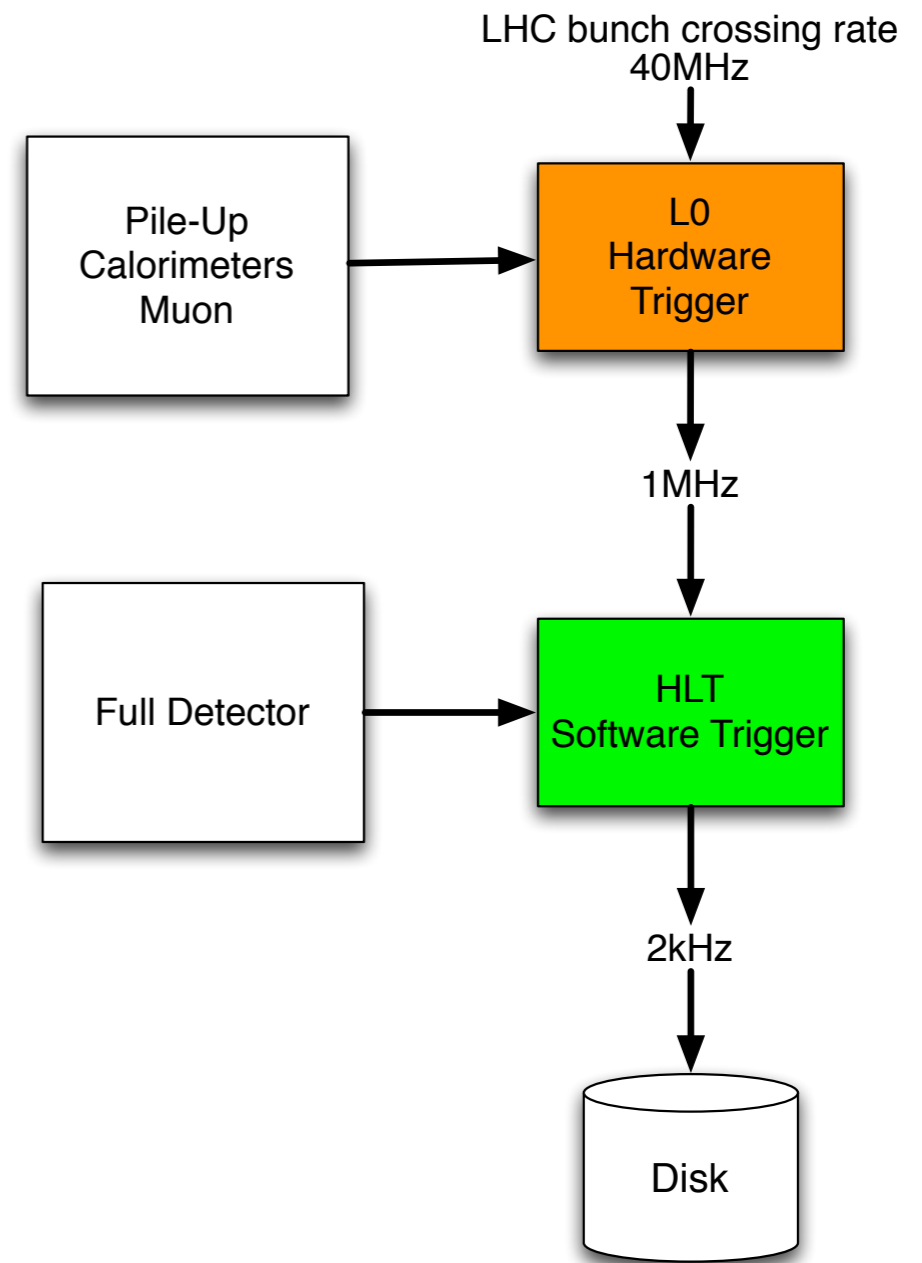 LHC bunch crossing rate
40MHz
Pile-Up
Calorimeters
Muon
L0
Hardware
Trigger
1MHz
Full Detector
HLT
Software Trigger
2kHz
Disk